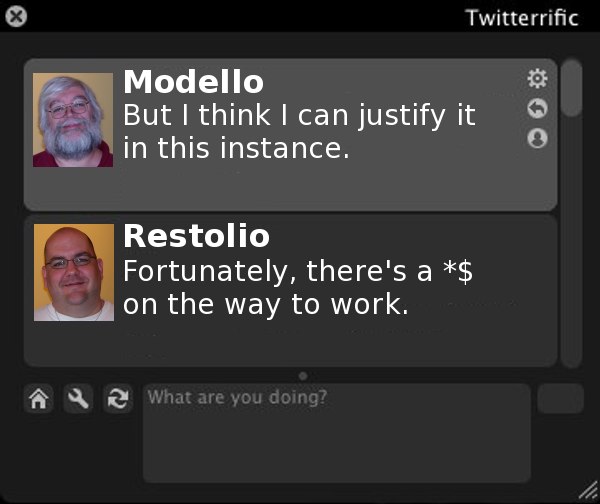 Twitterrific
Modello
But I think I can justify it
in this instance.
Restolio
Fortunately, there's a *$
on the way to work.
What are you doing?